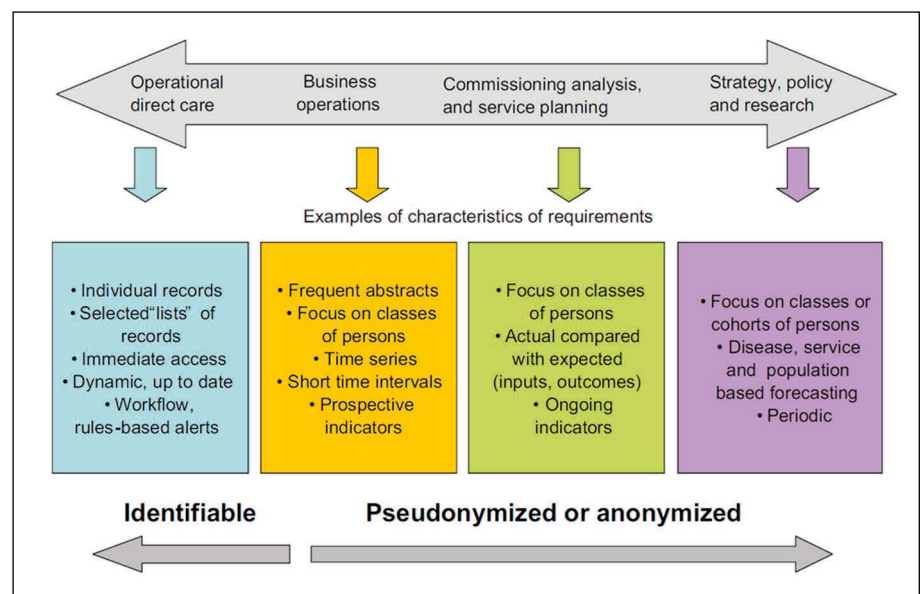 Operational
direct care
Business
operations
Commissioning analysis,
and service planning
Strategy, policy
and research
Examples of characteristics of requirements
• Individual records
• Selected“lists” of
records
• Immediate access
• Dynamic, up to date
• Workflow,
rules-based alerts
• Frequent abstracts
• Focus on classes
of persons
• Time series
• Short time intervals
• Prospective
indicators
• Focus on classes
of persons
• Actual compared
with expected
(inputs, outcomes)
• Ongoing
indicators
• Focus on classes or
cohorts of persons
• Disease, service
and population
based forecasting
• Periodic
Identifiable
Pseudonymized or anonymized